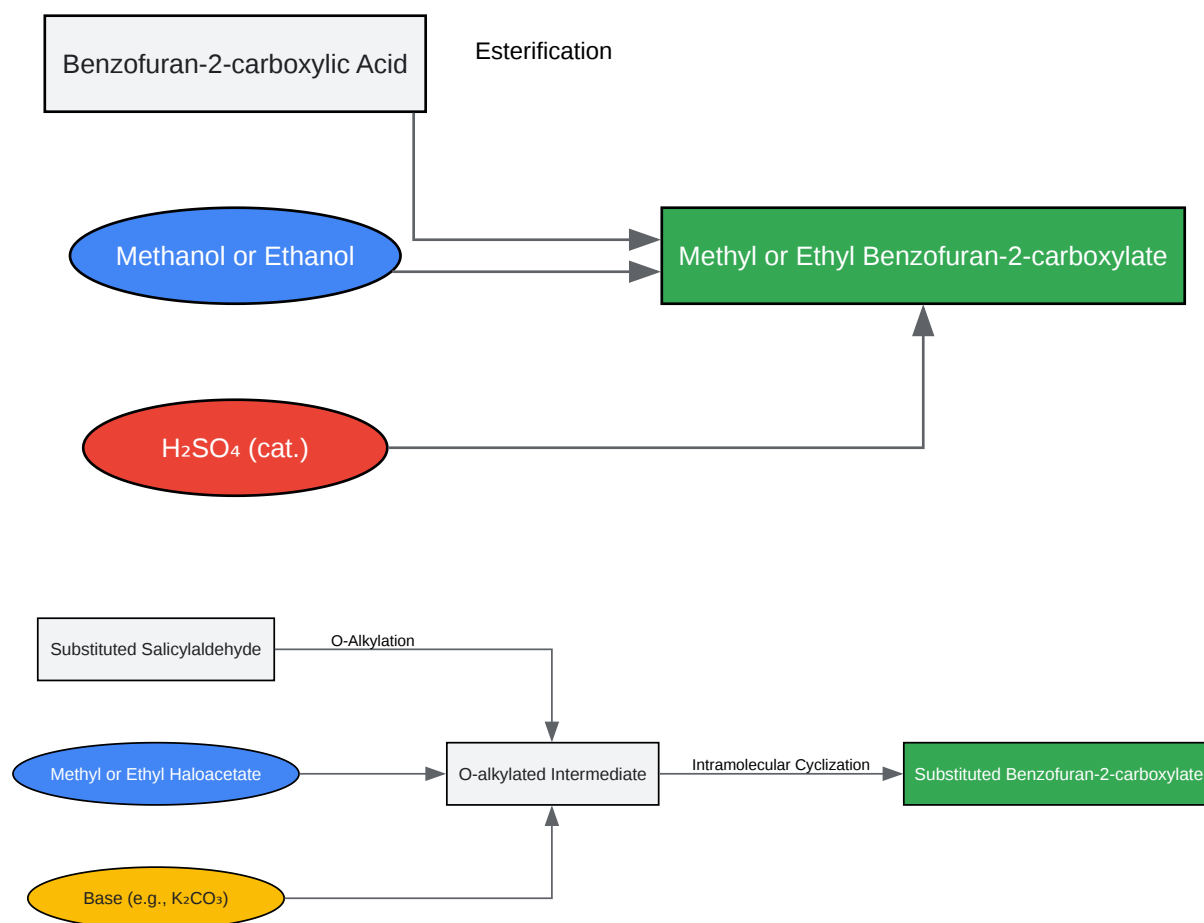 Benzofuran-2-carboxylic Acid
Esterification
Methanol or Ethanol
Methyl or Ethyl Benzofuran-2-carboxylate
H₂SO₄ (cat.)
Substituted Salicylaldehyde
O-Alkylation
Methyl or Ethyl Haloacetate
O-alkylated Intermediate
Intramolecular Cyclization
Substituted Benzofuran-2-carboxylate
Base (e.g., K₂CO₃)